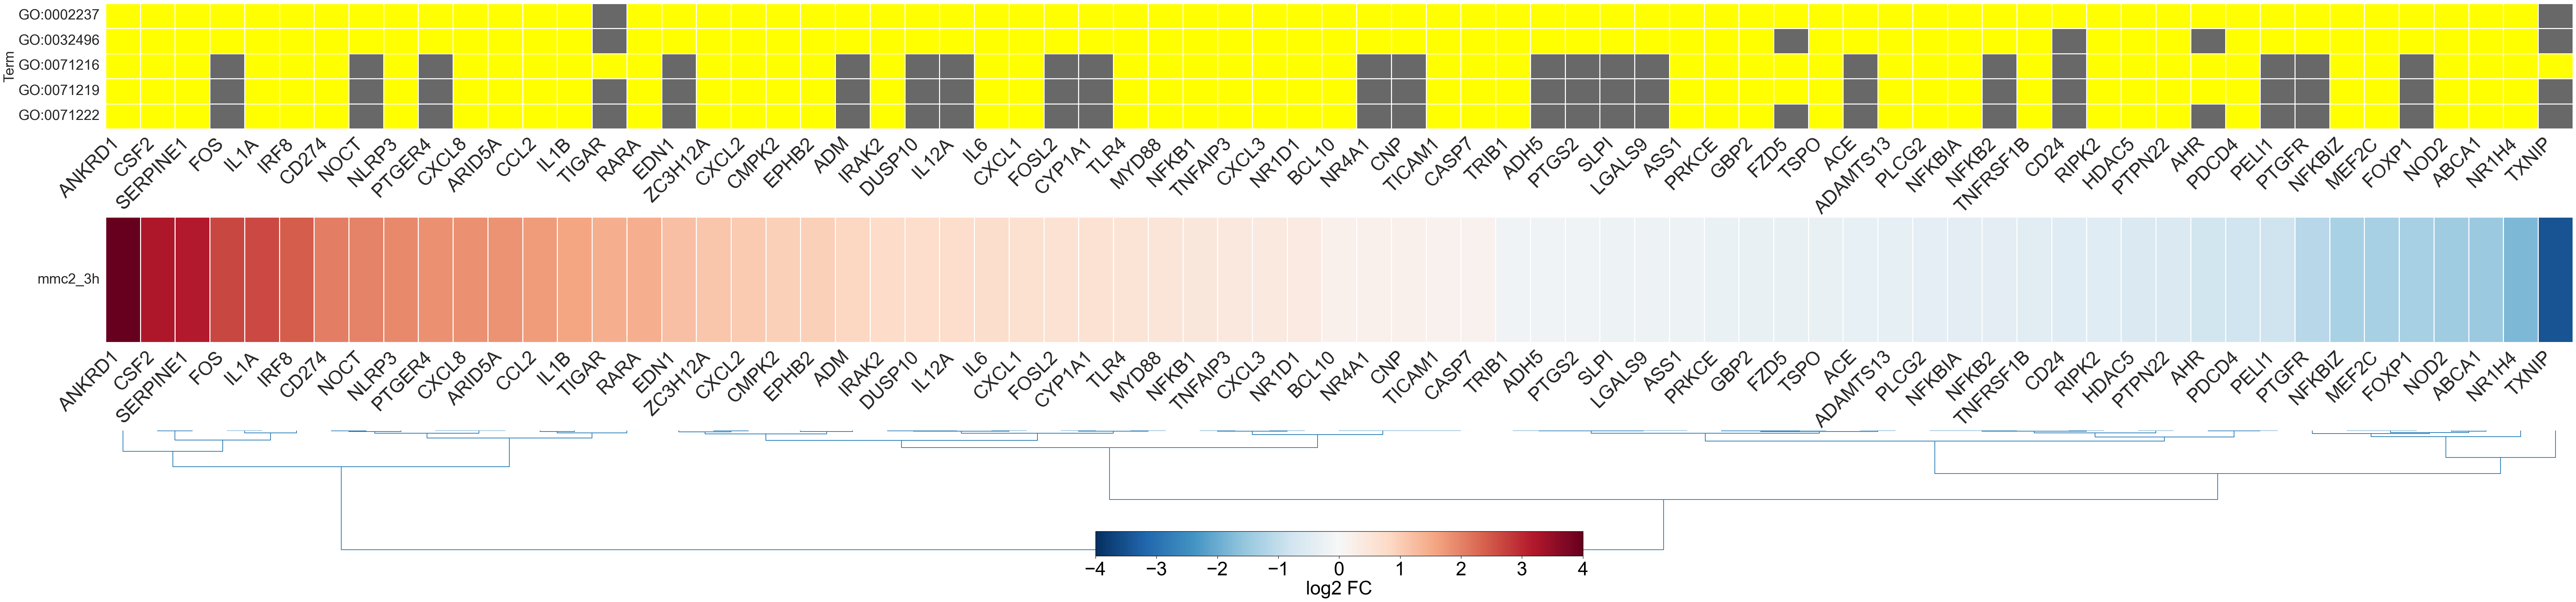 Term
GO:0002237
GO:0032496
GO:0071216
GO:0071219
GO:0071222
ANKRD1 CSF2 SERPINE1 FOS IL1A IRF8 CD274 NOCT NLRP3 PTGER4 CXCL8 ARID5A CCL2 IL1B TIGAR RARA EDN1 ZC3H12A CXCL2 CMPK2 EPHB2 ADM IRAK2 DUSP10 IL12A IL6 CXCL1 FOSL2 CYP1A1 TLR4 MYD88 NFKB1 TNFAIP3 CXCL3 NR1D1 BCL10 NR4A1 CNP TICAM1 CASP7 TRIB1 ADH5 PTGS2 SLPI LGALS9 ASS1 PRKCE GBP2 FZD5 TSPO ACE ADAMTS13 PLCG2 NFKBIA NFKB2 TNFRSF1B CD24 RIPK2 HDAC5 PTPN22 AHR PDCD4 PELI1 PTGFR NFKBIZ MEF2C FOXP1 NOD2 ABCA1 NR1H4 TXNIP
mmc2_3h
ANKRD1 CSF2 SERPINE1 FOS IL1A IRF8 CD274 NOCT NLRP3 PTGER4 CXCL8 ARID5A CCL2 IL1B TIGAR RARA EDN1 ZC3H12A CXCL2 CMPK2 EPHB2 ADM IRAK2 DUSP10 IL12A IL6 CXCL1 FOSL2 CYP1A1 TLR4 MYD88 NFKB1 TNFAIP3 CXCL3 NR1D1 BCL10 NR4A1 CNP TICAM1 CASP7 TRIB1 ADH5 PTGS2 SLPI LGALS9 ASS1 PRKCE GBP2 FZD5 TSPO ACE ADAMTS13 PLCG2 NFKBIA NFKB2 TNFRSF1B CD24 RIPK2 HDAC5 PTPN22 AHR PDCD4 PELI1 PTGFR NFKBIZ MEF2C FOXP1 NOD2 ABCA1 NR1H4 TXNIP
−4 −3 −2 −1 0 1 2 3 4
log2 FC